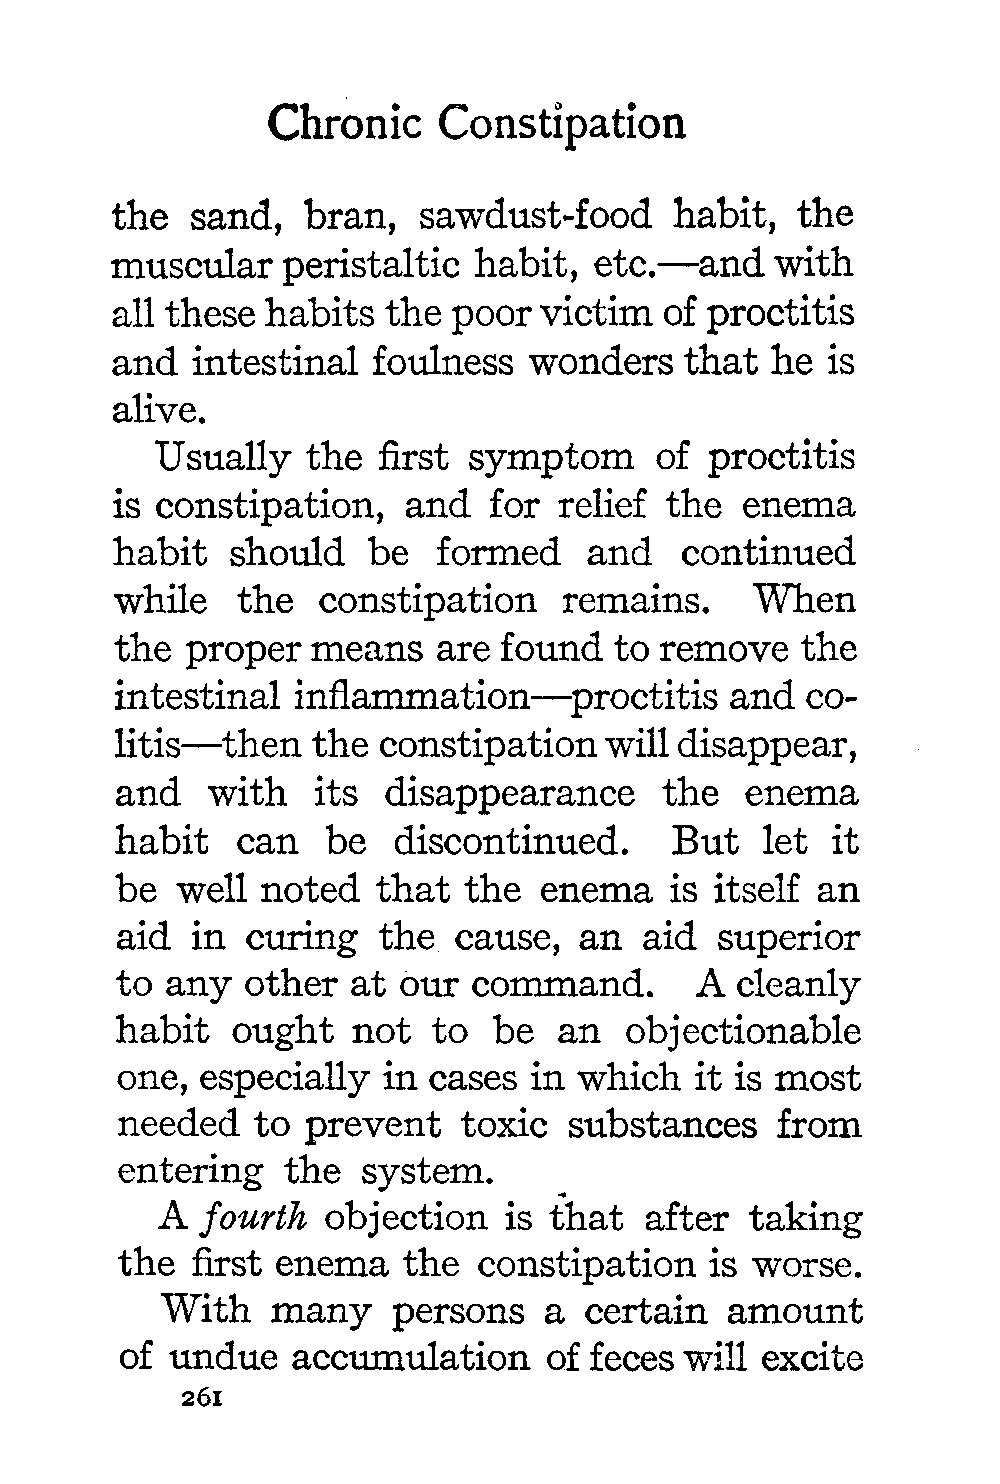 Chronic Constipation
the sand, bran, sawdust-food habit, the
muscular peristaltic habit, etc.—and with
all these habits the poor victim of proctitis
and intestinal foulness wonders that he is
alive.
Usually the first symptom of proctitis
is constipation, and for relief the enema
habit should be formed and continued
while the constipation remains. When
the proper means are found to remove the
intestinal inflammation—proctitis and co-
litis—then the constipation will disappear,
and with its disappearance the enema
habit can be discontinued. But let it
be well noted that the enema is itself an
aid in curing the cause, an aid superior
to any other at our command. A cleanly
habit ought not to be an objectionable
one, especially in cases in which it is most
needed to prevent toxic substances from
entering the system.
A fourth objection is that after taking
the first enema the constipation is worse.
With many persons a certain amount
of undue accumulation of feces will excite
261